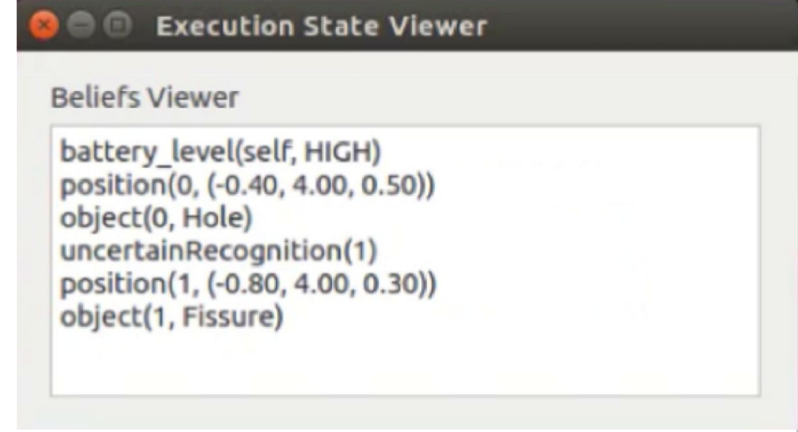 Execution State Viewer
Beliefs Viewer
battery_level(self, HIGH)
position(0, (-0.40, 4.00, 0.50))
object(0, Hole)
uncertainRecognition(1)
position(1, (-0.80, 4.00, 0.30))
object(1, Fissure)